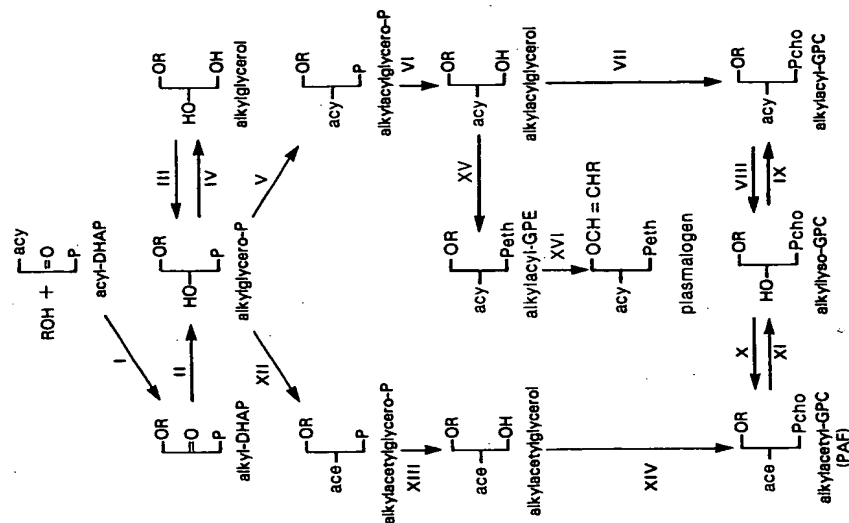 acy
ROH + =O
P
acyl-DHAP
I
OR OR OR
=O II HO HO
III
IV
P P OH
alkyl-DHAP alkylglycero-P alkylglycerol
XII V
OR OR
ace acy
P P
alkylacetylglycero-P alkylacylglycero-P
XIII VI
OR OR OR
ace acy XV acy
OH Peth OH
alkylacetylglycerol alkylacyl-GPE alkylacylglycerol
XVI
OCH=CHR
acy
Peth
plasmalogen
XIV VII
OR OR OR
ace X HO VIII acy
XI IX
Pcho Pcho Pcho
alkylacetyl-GPC alkyllyso-GPC alkylacyl-GPC
(PAF)